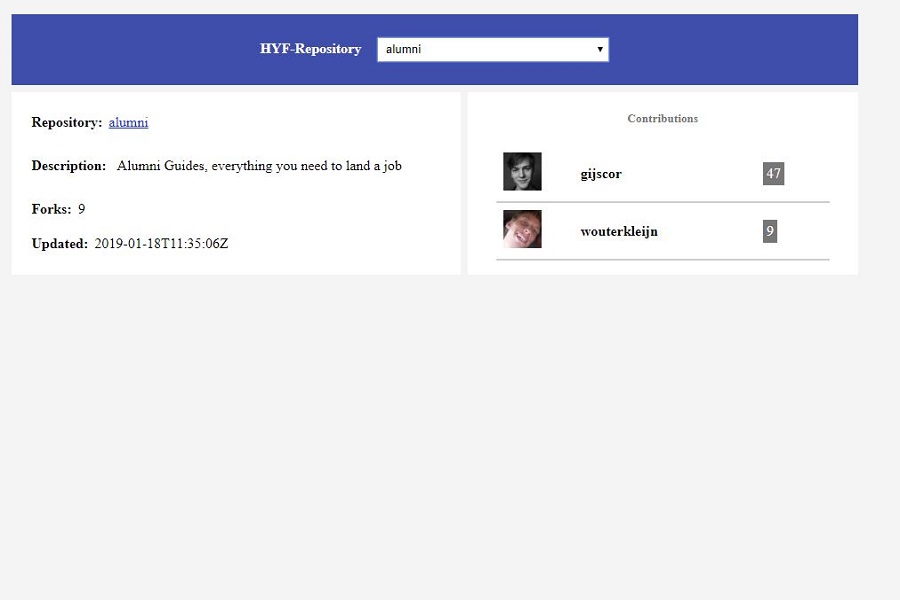 HYF-Repository alumni
Repository: alumni
Description: Alumni Guides, everything you need to land a job
Forks: 9
Updated: 2019-01-18T11:35:06Z
Contributions
gijscor 47
wouterkleijn 9